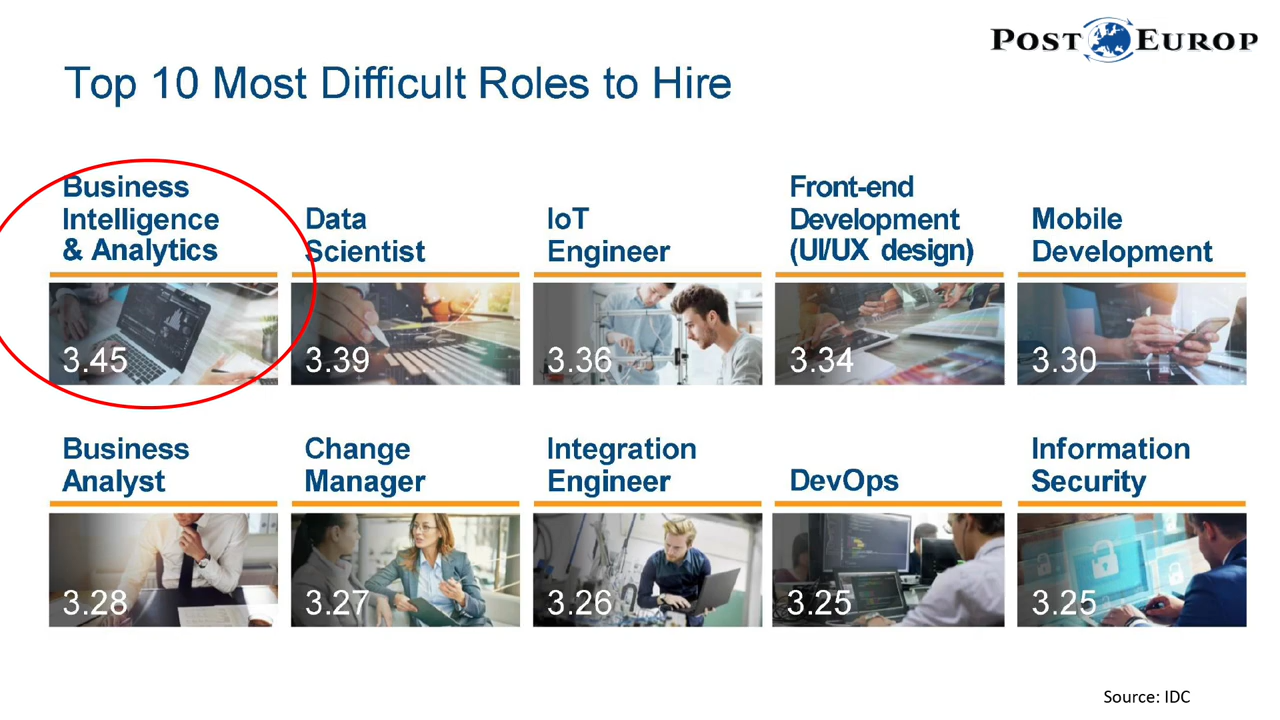 POST EUROP
Top 10 Most Difficult Roles to Hire
Business
Intelligence
& Analytics
3.45
Data
Scientist
3.39
IoT
Engineer
3.36
Front-end
Development
(UI/UX design)
3.34
Mobile
Development
3.30
Business
Analyst
3.28
Change
Manager
3.27
Integration
Engineer
3.26
DevOps
3.25
Information
Security
3.25
Source: IDC